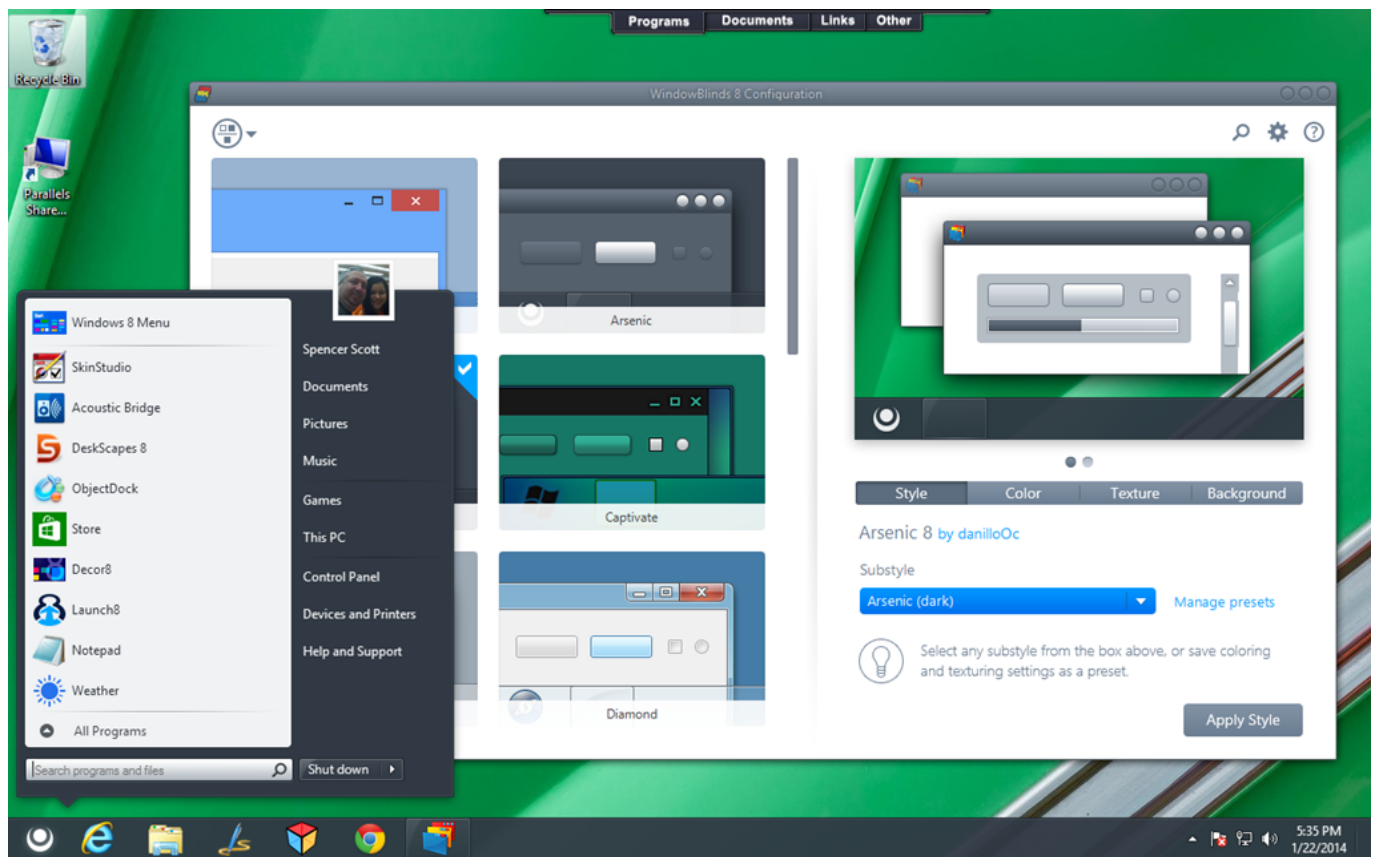 Programs Documents Links Other
Recycle Bin
Parallels
Share...
WindowBlinds 8 Configuration
Arsenic
Captivate
Diamond
Windows 8 Menu
SkinStudio
Acoustic Bridge
DeskScapes 8
ObjectDock
Store
Decor8
Launch8
Notepad
Weather
All Programs
Search programs and files
Spencer Scott
Documents
Pictures
Music
Games
This PC
Control Panel
Devices and Printers
Help and Support
Shut down
Style Color Texture Background
Arsenic 8 by danilloOc
Substyle
Arsenic (dark)
Manage presets
Select any substyle from the box above, or save coloring
and texturing settings as a preset.
Apply Style
5:35 PM
1/22/2014